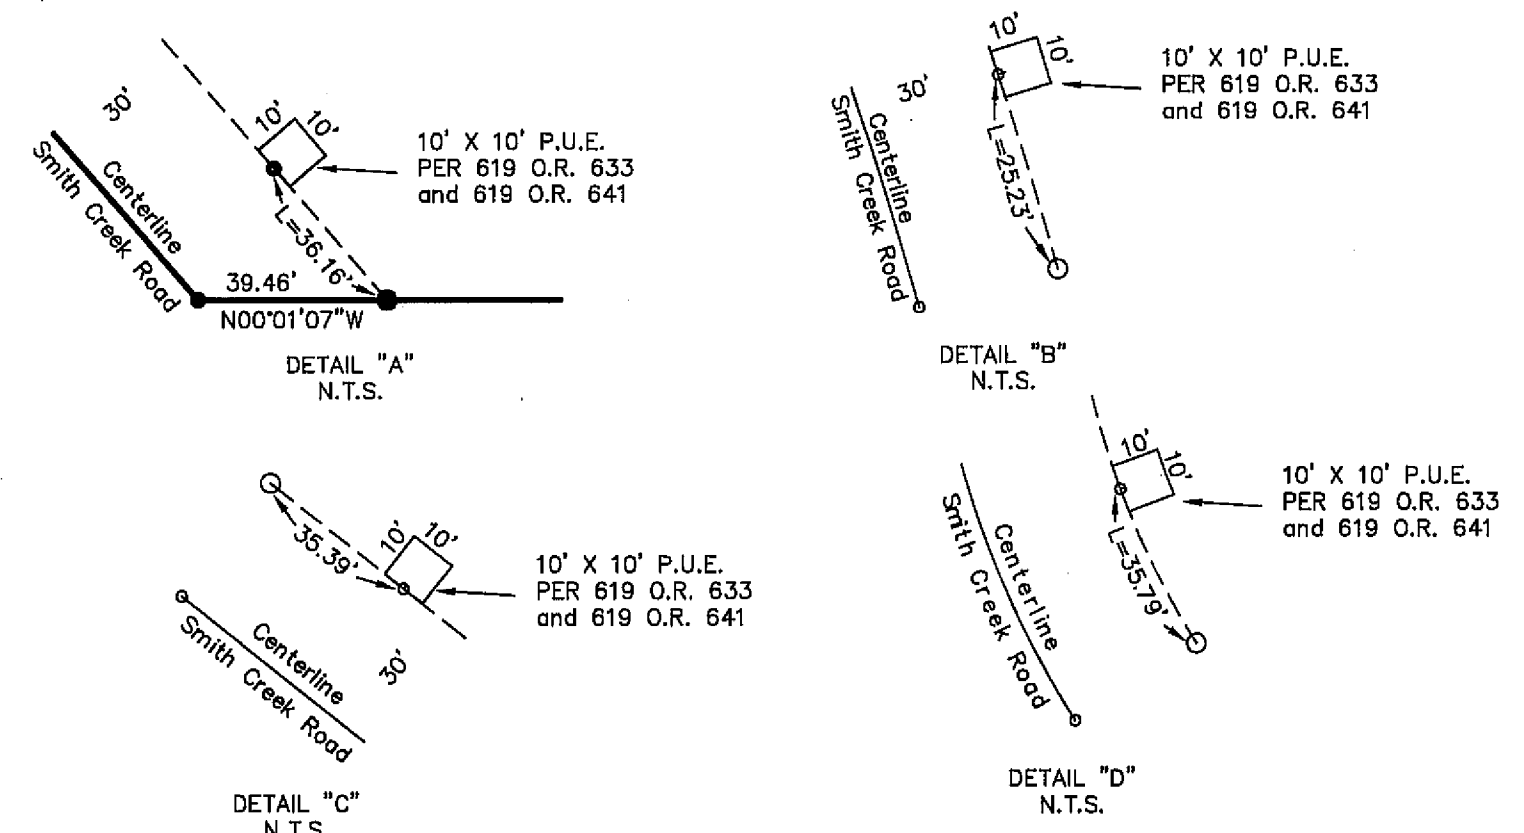 30'
10'
10'
10' X 10' P.U.E.
PER 619 O.R. 633
and 619 O.R. 641
Centerline
Smith Creek Road
L=36.16'
39.46'
N00°01'07"W
DETAIL "A"
N.T.S.
10'
10'
30'
10' X 10' P.U.E.
PER 619 O.R. 633
and 619 O.R. 641
Centerline
Smith Creek Road
L=25.23'
DETAIL "B"
N.T.S.
35.39'
10'
10'
10' X 10' P.U.E.
PER 619 O.R. 633
and 619 O.R. 641
Centerline
Smith Creek Road
30'
DETAIL "C"
N.T.S.
10'
10'
10' X 10' P.U.E.
PER 619 O.R. 633
and 619 O.R. 641
Centerline
Smith Creek Road
L=35.79'
DETAIL "D"
N.T.S.